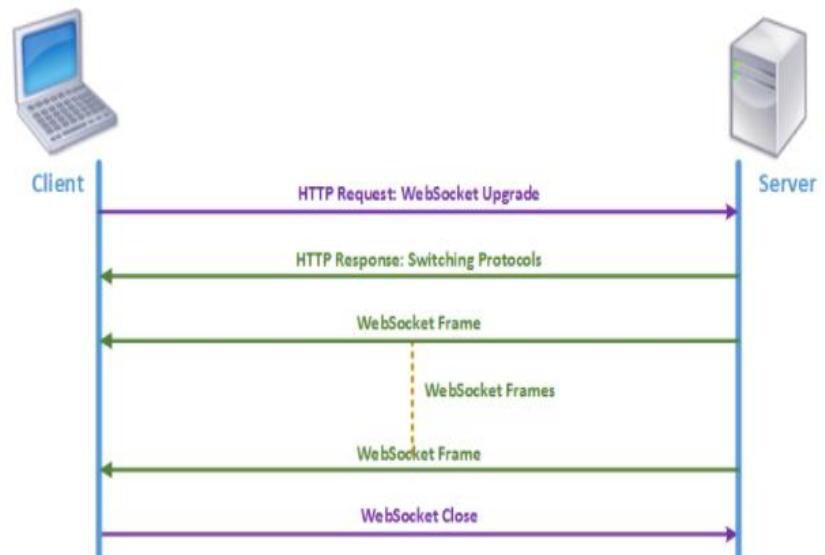 Client
Server
HTTP Request: WebSocket Upgrade
HTTP Response: Switching Protocols
WebSocket Frame
WebSocket Frames
WebSocket Frame
WebSocket Close